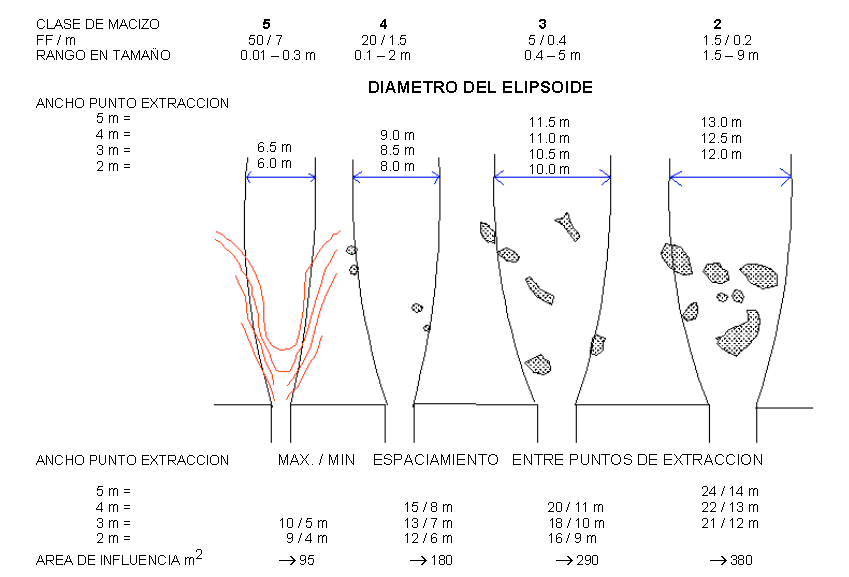 CLASE DE MACIZO 5 4 3 2
FF / m 50 / 7 20 / 1.5 5 / 0.4 1.5 / 0.2
RANGO EN TAMAÑO 0.01 – 0.3 m 0.1 – 2 m 0.4 – 5 m 1.5 – 9 m
DIAMETRO DEL ELIPSOIDE
ANCHO PUNTO EXTRACCION
5 m = 11.5 m 13.0 m
4 m = 9.0 m 11.0 m 12.5 m
3 m = 6.5 m 8.5 m 10.5 m 12.0 m
2 m = 6.0 m 8.0 m 10.0 m
ANCHO PUNTO EXTRACCION MAX. / MIN ESPACIAMIENTO ENTRE PUNTOS DE EXTRACCION
5 m = 24 / 14 m
4 m = 15 / 8 m 20 / 11 m 22 / 13 m
3 m = 10 / 5 m 13 / 7 m 18 / 10 m 21 / 12 m
2 m = 9 / 4 m 12 / 6 m 16 / 9 m
AREA DE INFLUENCIA m2 →95 →180 →290 →380